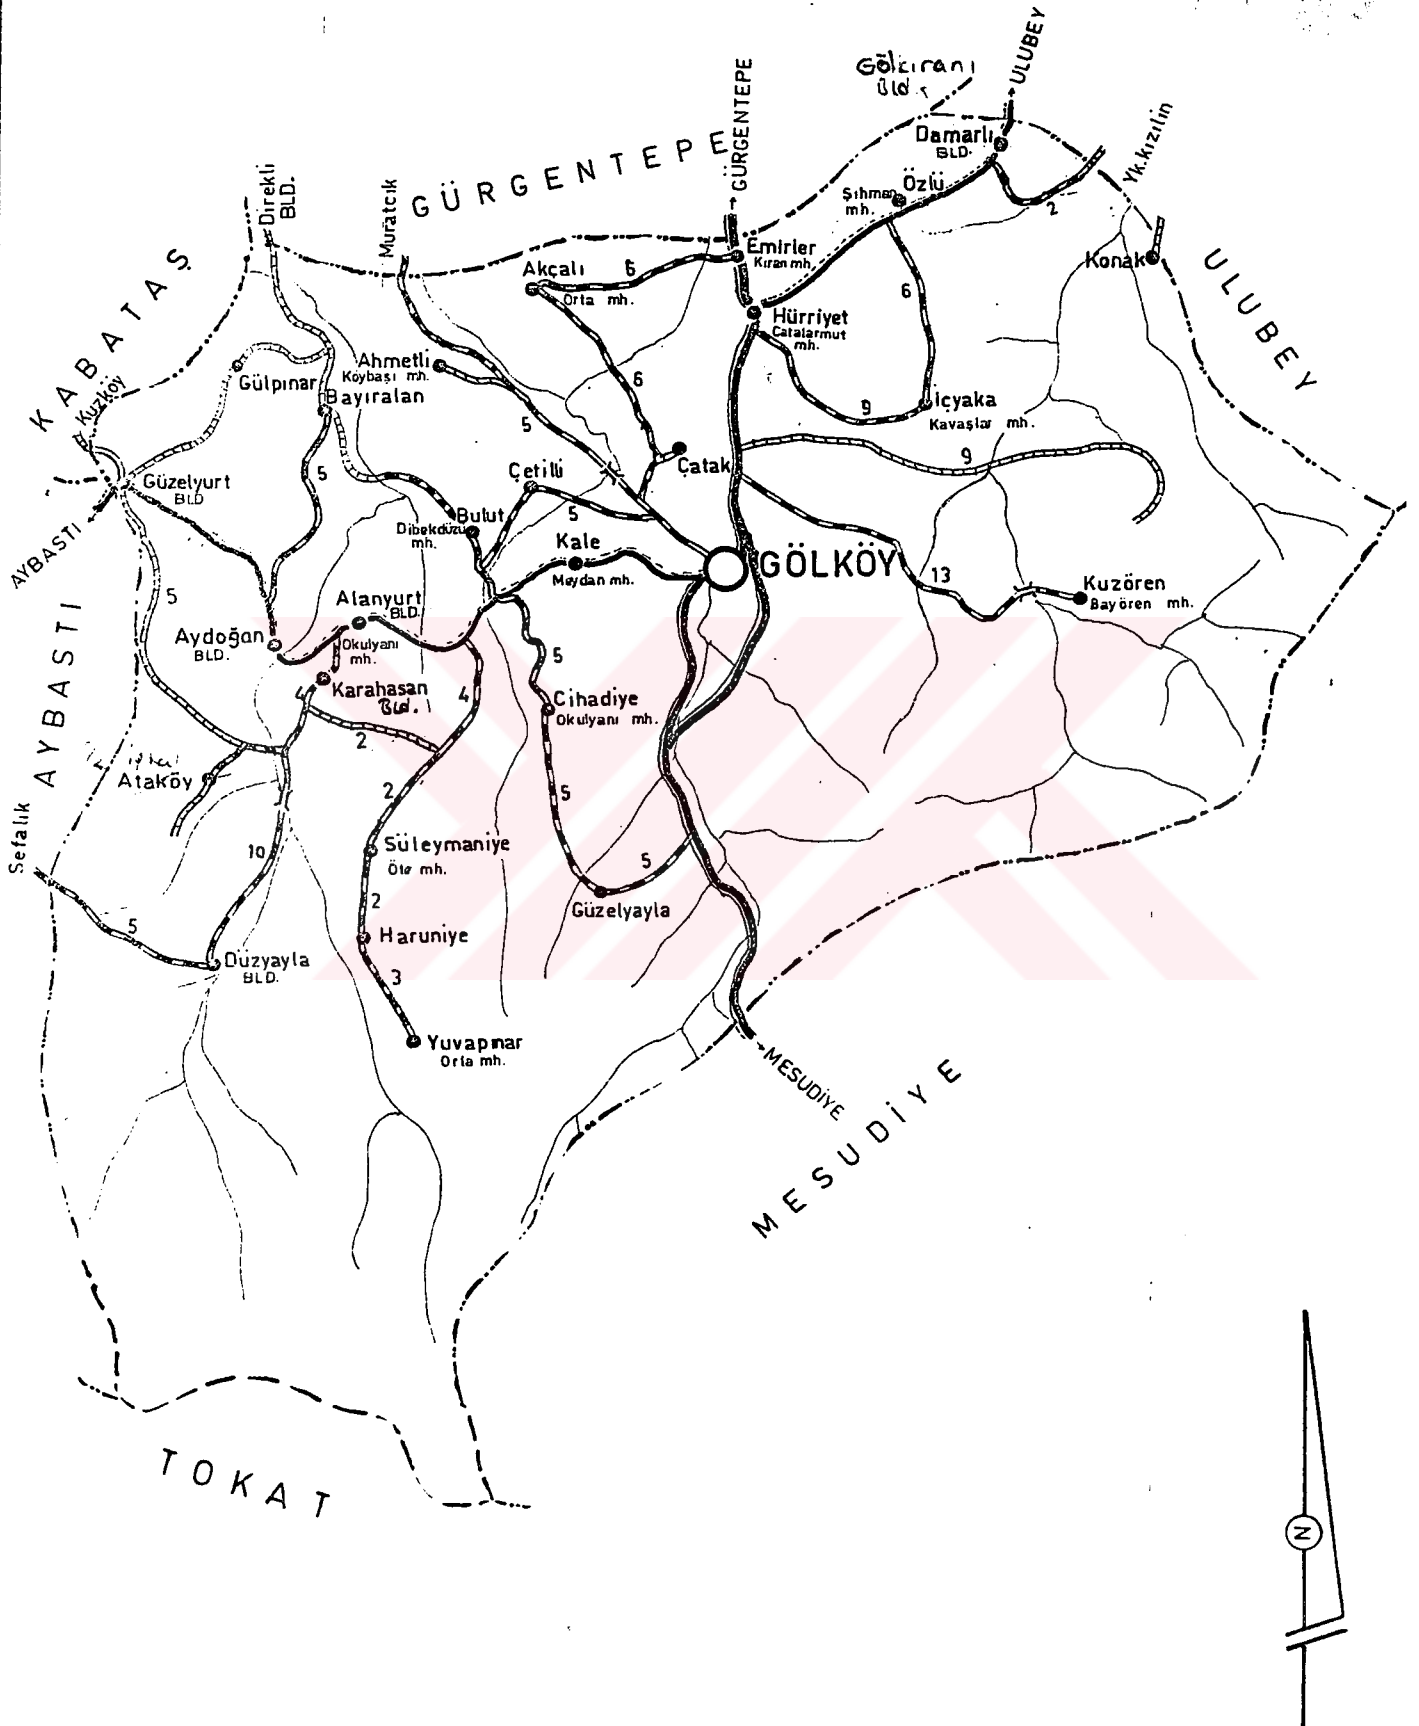 Gölkıranı
Bld.
ULUBEY
GÜRGENTEPE
Damarlı
BLD.
Yk.kızılin
GÜRGENTEPE
Direkli
BLD.
Muratcık
Şıhman
mh.
Özlü
2
KABATAŞ
ULUBEY
Konak
Akçalı
Orta mh.
6
Emirler
Kıran mh.
6
Hürriyet
Çatalarmut
mh.
Kuzköy
Gülpınar
Ahmetli
Köybaşı mh.
Bayıralan
6
9
İçyaka
Kavaşlar mh.
5
5
Güzelyurt
BLD
Çetilli
Çatak
9
AYBASTI
Bulut
Dibekdüzü
mh.
5
Kale
Meydan mh.
GÖLKÖY
13
Kuzören
Bayören mh.
5
Alanyurt
BLD.
Okulyanı
mh.
Aydoğan
BLD.
AYBASTI
4
Karahasan
Bld.
4
5
Cihadiye
Okulyanı mh.
2
Ataköy
2
5
Sefalık
10
Süleymaniye
Öte mh.
5
2
Güzelyayla
5
Haruniye
Düzyayla
BLD.
3
Yuvapınar
Orta mh.
MESUDİYE
MESUDİYE
TOKAT
N